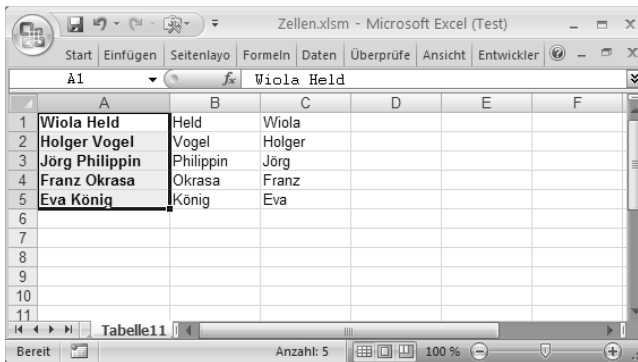 Zellen.xlsm - Microsoft Excel (Test)
Start Einfügen Seitenlayo Formeln Daten Überprüfe Ansicht Entwickler
A1 fx Wiola Held
A B C D E F
1 Wiola Held Held Wiola
2 Holger Vogel Vogel Holger
3 Jörg Philippin Philippin Jörg
4 Franz Okrasa Okrasa Franz
5 Eva König König Eva
6
7
8
9
10
11
Tabelle11
Bereit Anzahl: 5 100 %